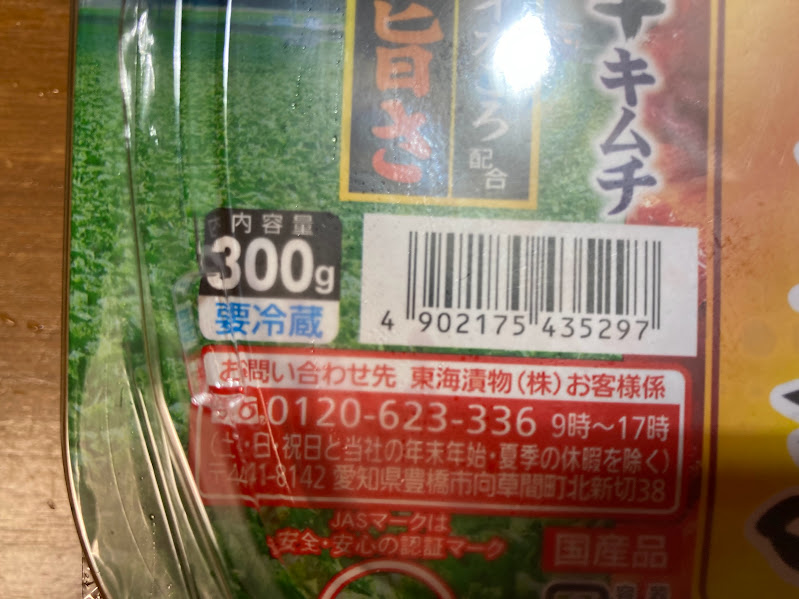 キムチ
旨さ
配合
内容量
300g
要冷蔵
4 902175 435297
お問い合わせ先 東海漬物(株)お客様係
0120-623-336 9時～17時
(土・日・祝日と当社の年末年始・夏季の休暇を除く)
〒441-8142 愛知県豊橋市向草間町北新切38
JASマークは
安全・安心の認証マーク
国産品